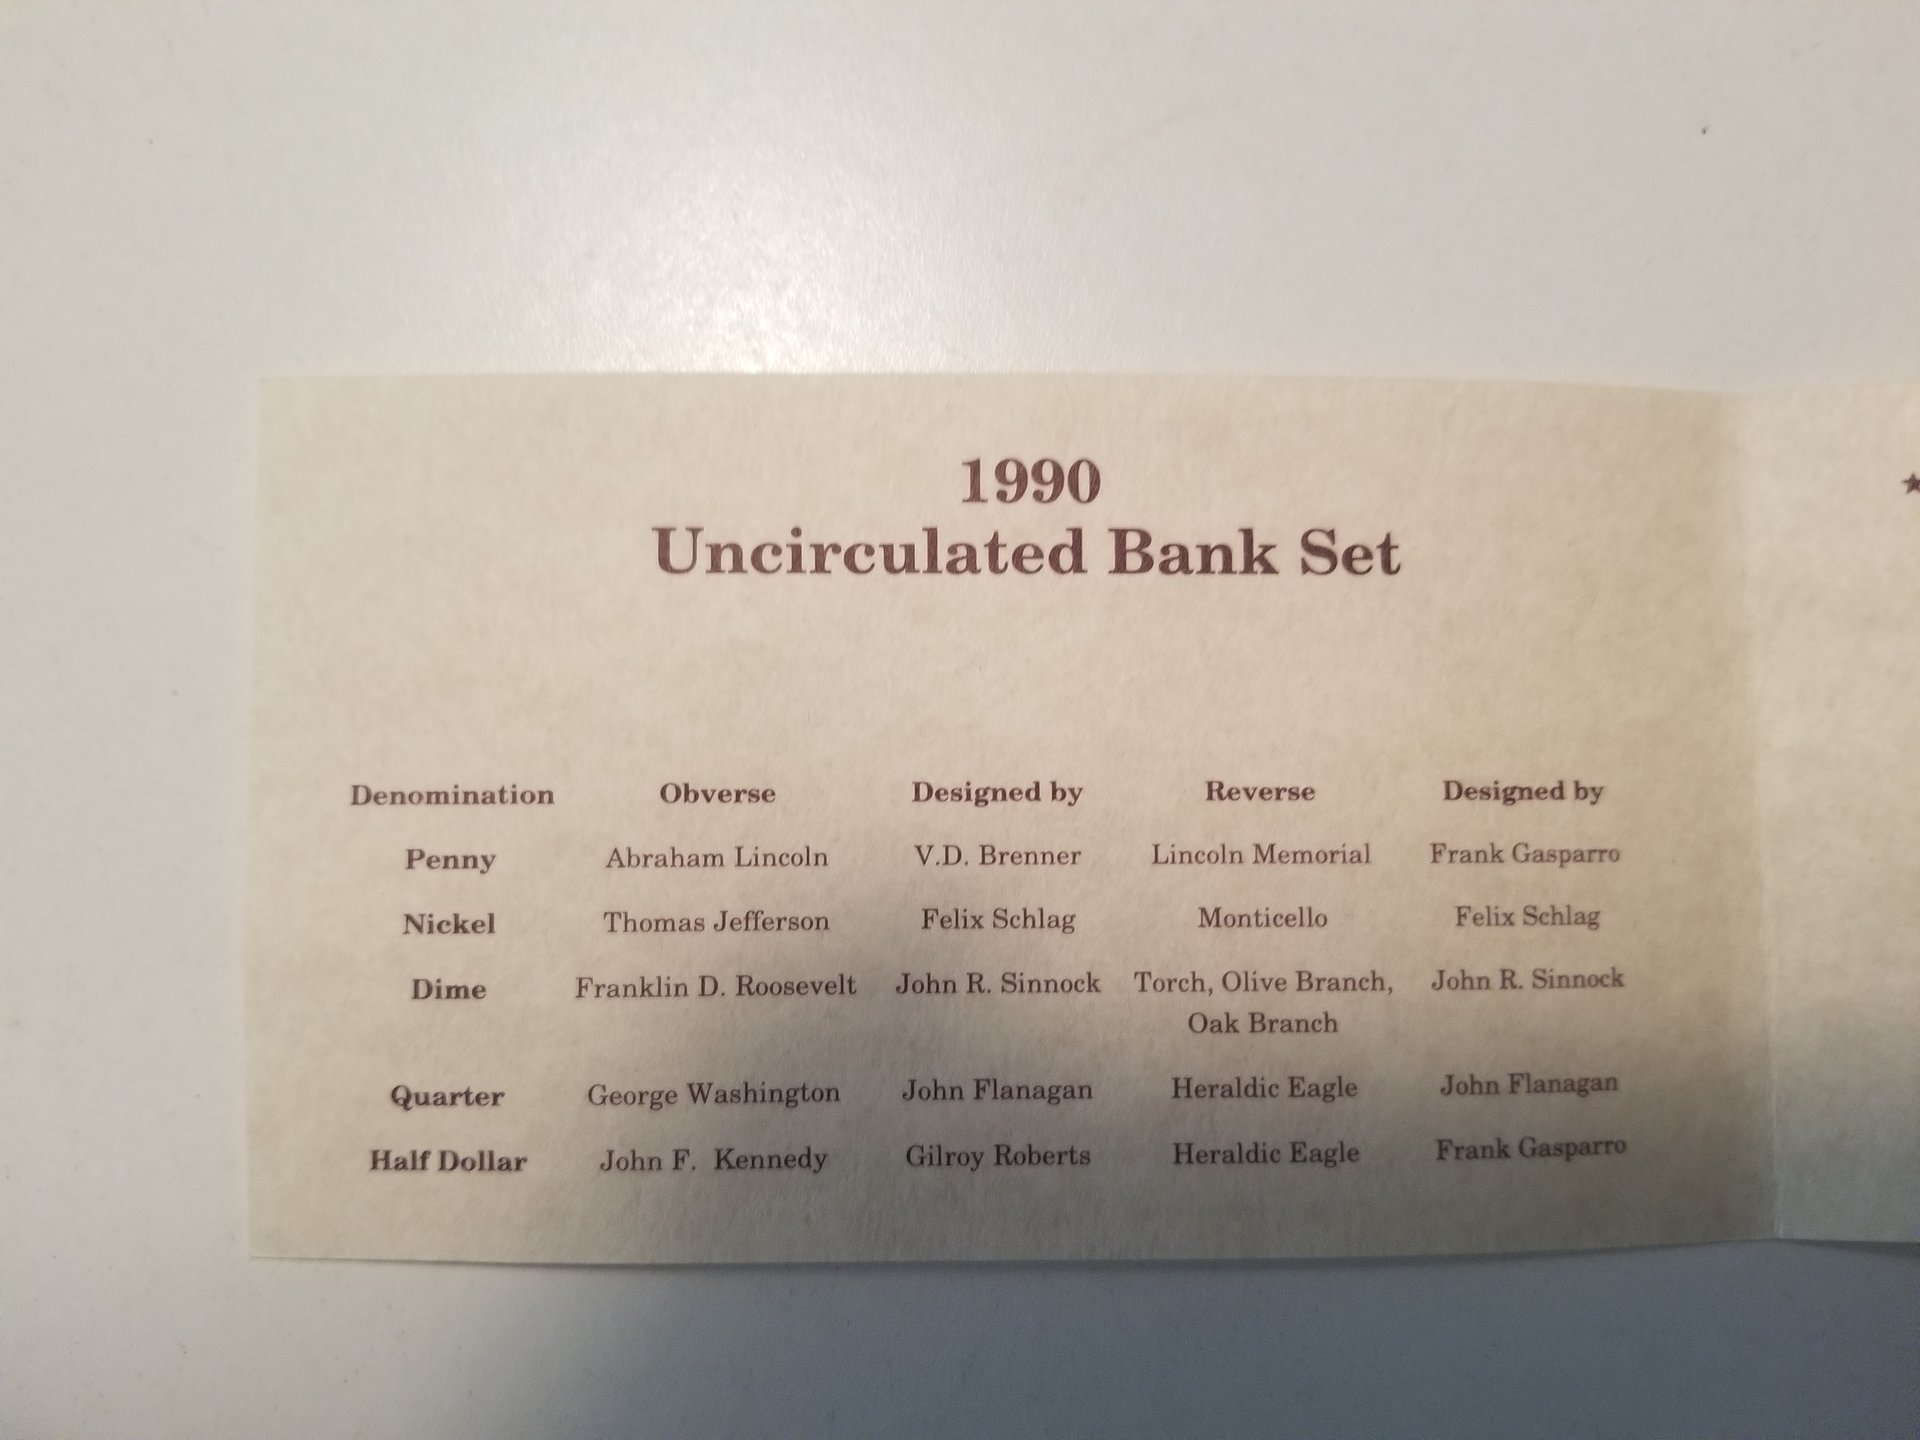 1990
Uncirculated Bank Set
Denomination Obverse Designed by Reverse Designed by
Penny Abraham Lincoln V.D. Brenner Lincoln Memorial Frank Gasparro
Nickel Thomas Jefferson Felix Schlag Monticello Felix Schlag
Dime Franklin D. Roosevelt John R. Sinnock Torch, Olive Branch, John R. Sinnock
Oak Branch
Quarter George Washington John Flanagan Heraldic Eagle John Flanagan
Half Dollar John F. Kennedy Gilroy Roberts Heraldic Eagle Frank Gasparro